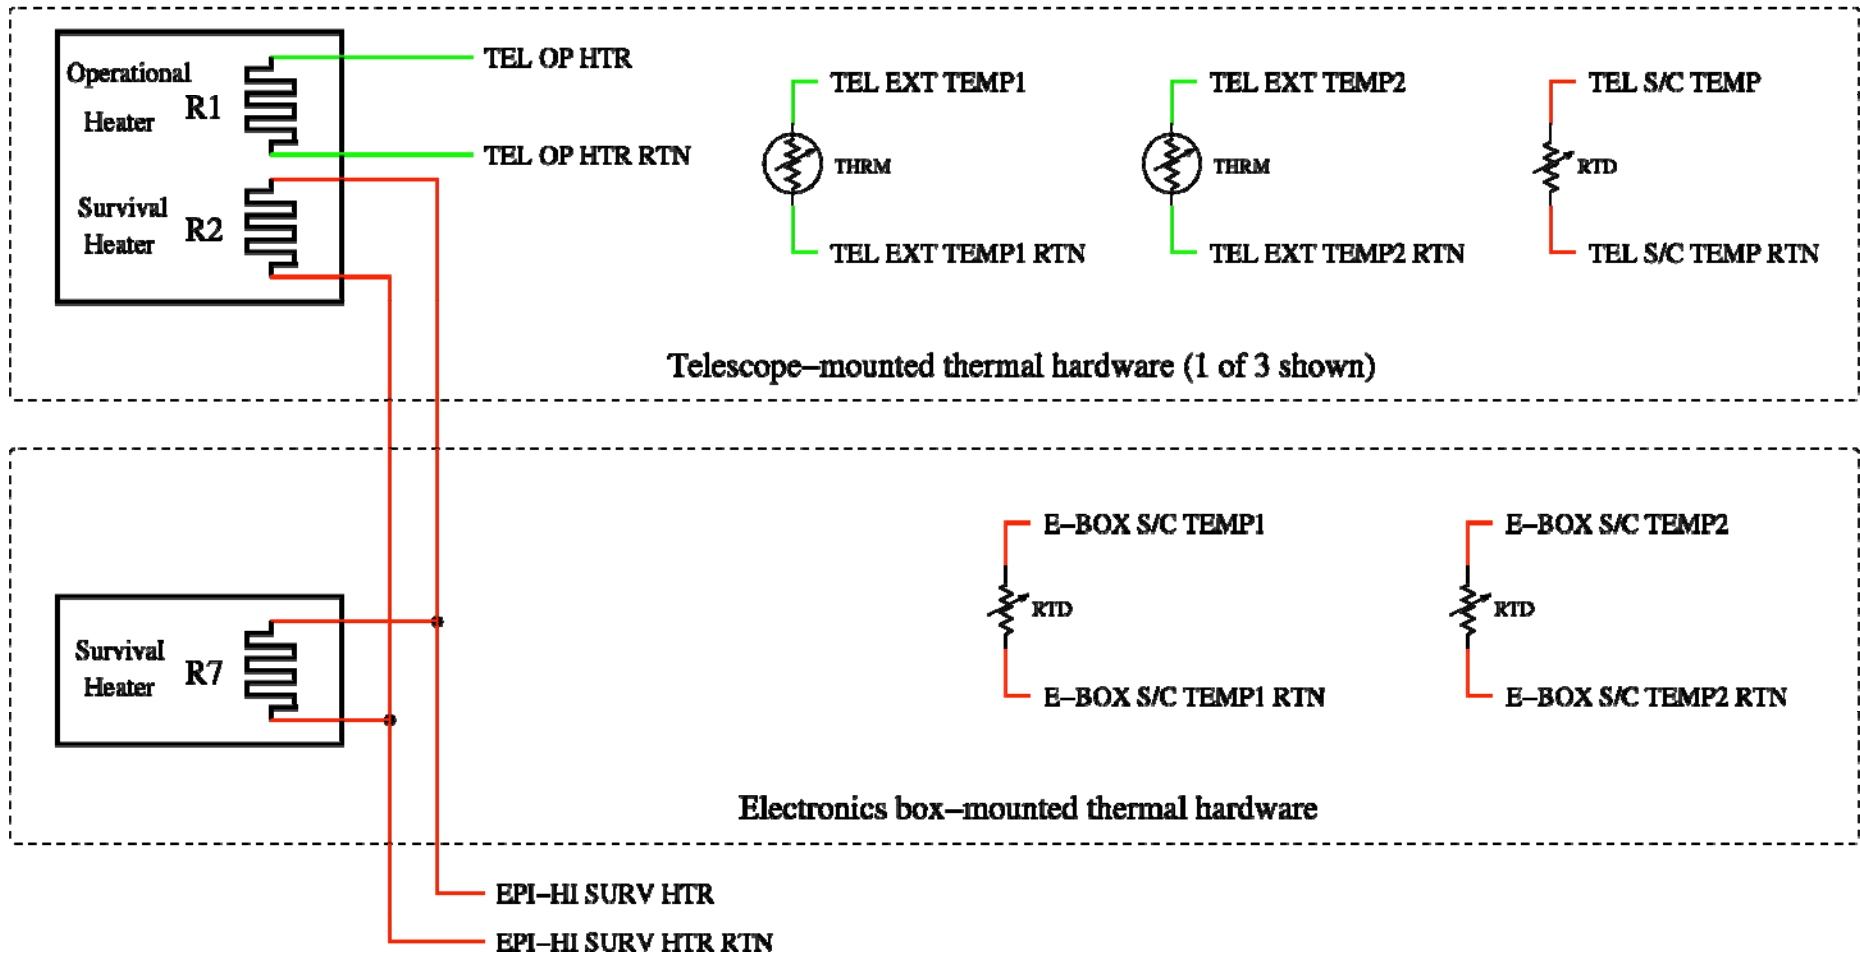 TEL OP HTR
Operational
R1
Heater
TEL OP HTR RTN
Survival
R2
Heater
TEL EXT TEMP1
THRM
TEL EXT TEMP1 RTN
TEL EXT TEMP2
THRM
TEL EXT TEMP2 RTN
TEL S/C TEMP
RTD
TEL S/C TEMP RTN
Telescope–mounted thermal hardware (1 of 3 shown)
E–BOX S/C TEMP1
RTD
E–BOX S/C TEMP1 RTN
E–BOX S/C TEMP2
RTD
E–BOX S/C TEMP2 RTN
Survival
R7
Heater
Electronics box–mounted thermal hardware
EPI–HI SURV HTR
EPI–HI SURV HTR RTN